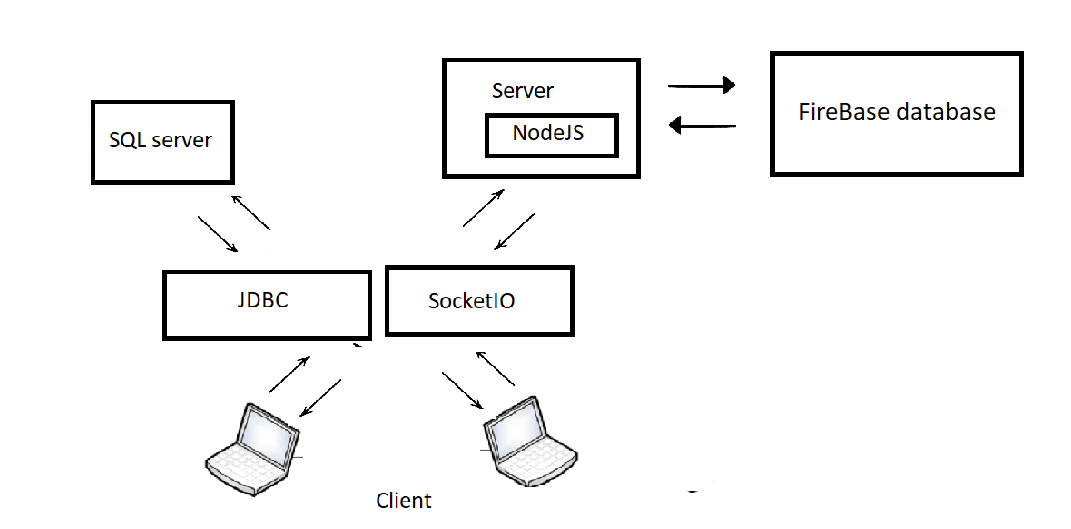 Server
FireBase database
NodeJS
SQL server
JDBC
SocketIO
Client